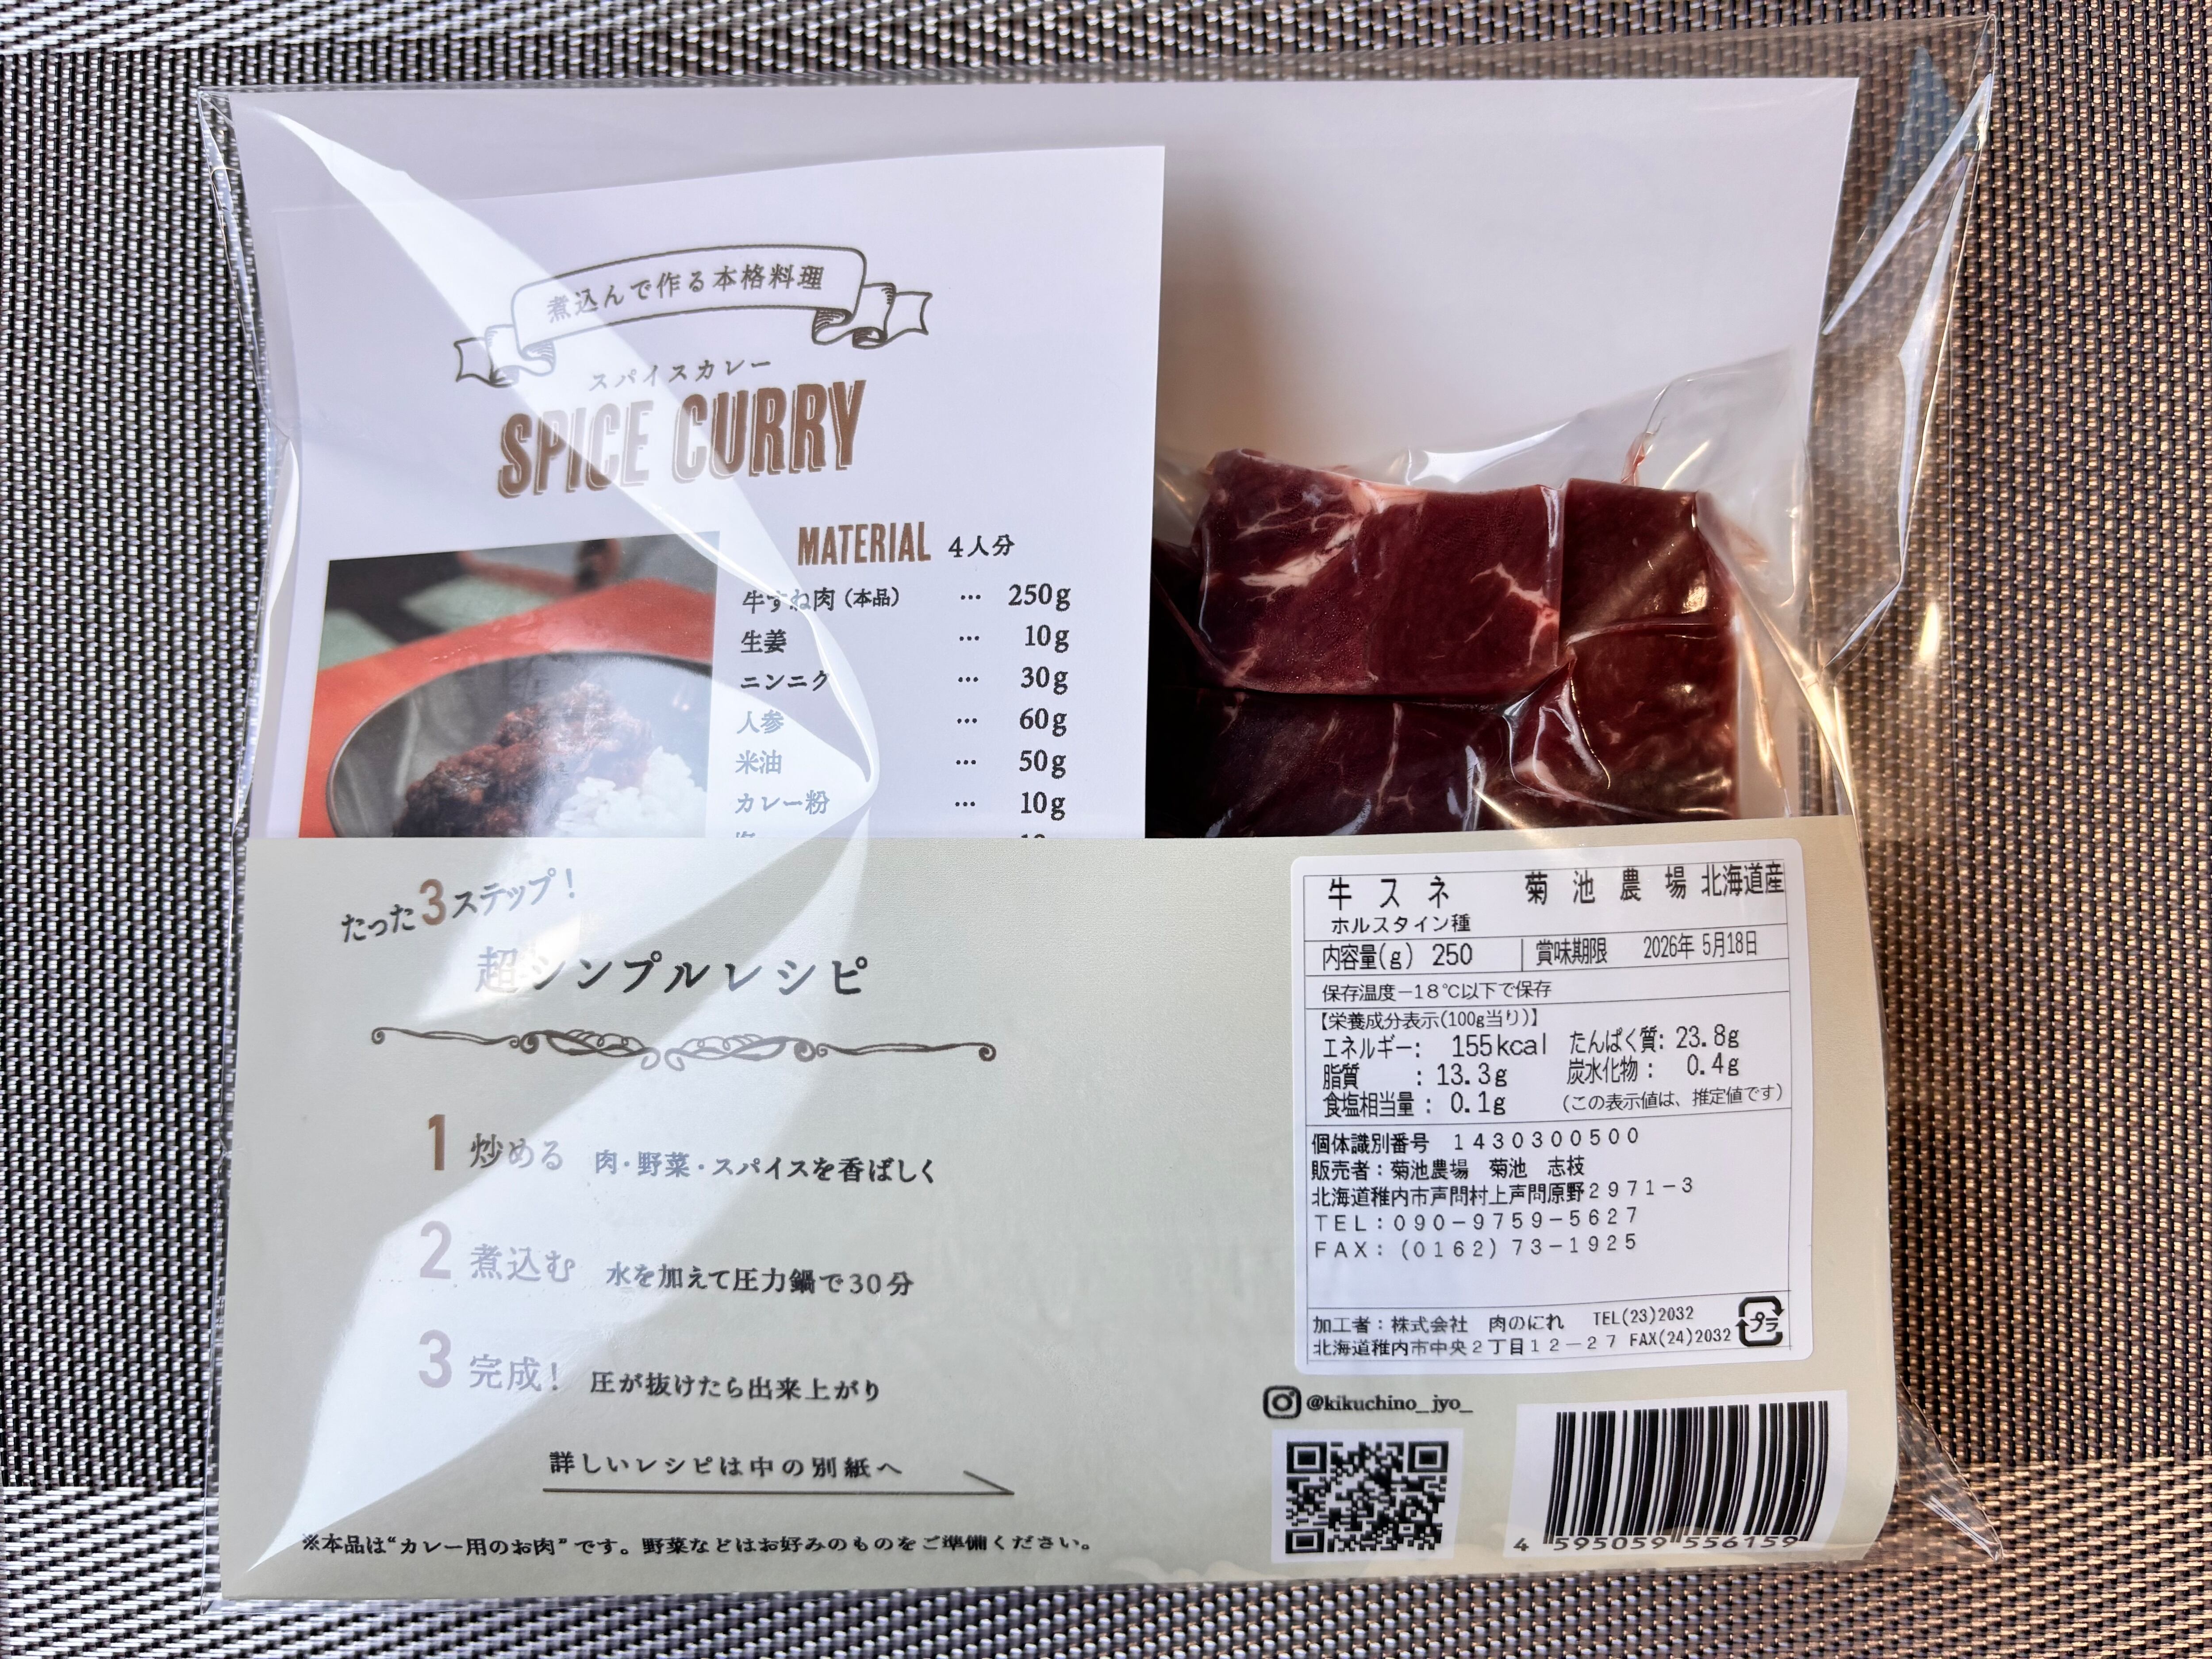 煮込んで作る本格料理
スパイスカレー
SPICE CURRY
MATERIAL 4人分
牛すね肉（本品） … 250g
生姜 … 10g
ニンニク … 30g
人参 … 60g
米油 … 50g
カレー粉 … 10g
たった3ステップ！
超シンプルレシピ
1 炒める 肉・野菜・スパイスを香ばしく
2 煮込む 水を加えて圧力鍋で30分
3 完成！ 圧が抜けたら出来上がり
詳しいレシピは中の別紙へ
※本品は“カレー用のお肉”です。野菜などはお好みのものをご準備ください。
牛スネ 菊池農場 北海道産
ホルスタイン種
内容量(g) 250 賞味期限 2026年 5月18日
保存温度－18℃以下で保存
【栄養成分表示(100g当り)】
エネルギー: 155kcal たんぱく質: 23.8g
脂質 : 13.3g 炭水化物: 0.4g
食塩相当量: 0.1g (この表示値は、推定値です)
個体識別番号 1430300500
販売者：菊池農場 菊池 志枝
北海道稚内市声問村上声問原野2971－3
TEL：090－9759－5627
FAX：(0162)73－1925
加工者：株式会社 肉のにれ TEL(23)2032
北海道稚内市中央2丁目12－27 FAX(24)2032
プラ
@kikuchino_jyo_
4 595059 556159